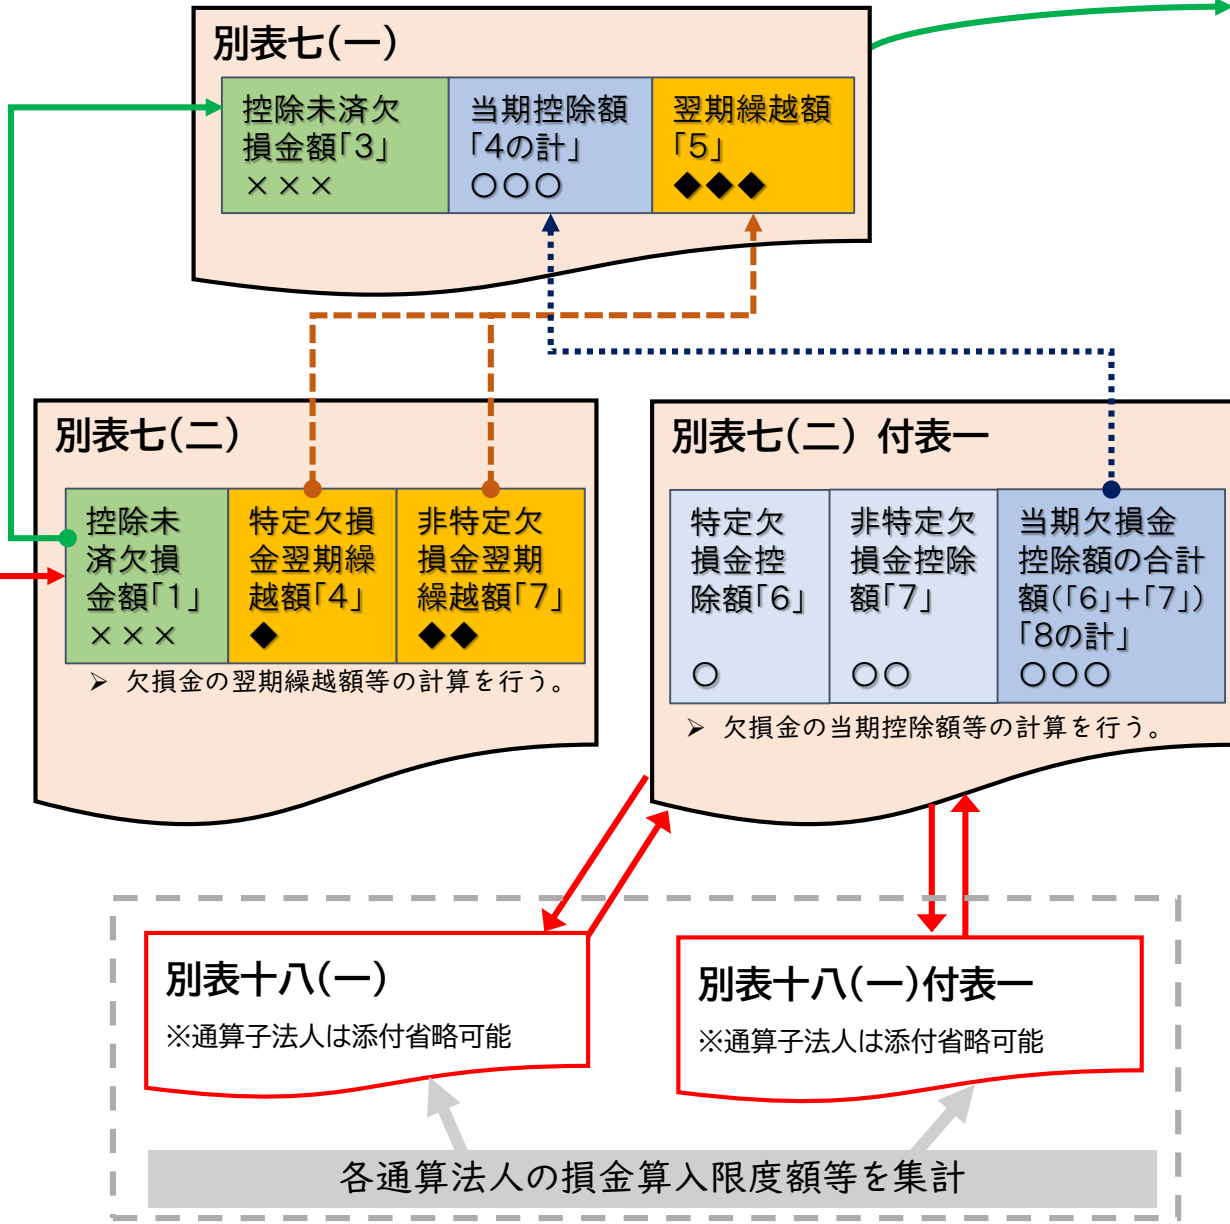 別表七(一)
控除未済欠
損金額「3」
×××
当期控除額
「4の計」
○○○
翌期繰越額
「5」
◆◆◆
別表七(二)
控除未
済欠損
金額「1」
×××
特定欠損
金翌期繰
越額「4」
◆
非特定欠
損金翌期
繰越額「7」
◆◆
➢ 欠損金の翌期繰越額等の計算を行う。
別表七(二) 付表一
特定欠
損金控
除額「6」
○
非特定欠
損金控除
額「7」
○○
当期欠損金
控除額の合計
額(「6」+「7」)
「8の計」
○○○
➢ 欠損金の当期控除額等の計算を行う。
別表十八(一)
※通算子法人は添付省略可能
別表十八(一)付表一
※通算子法人は添付省略可能
各通算法人の損金算入限度額等を集計